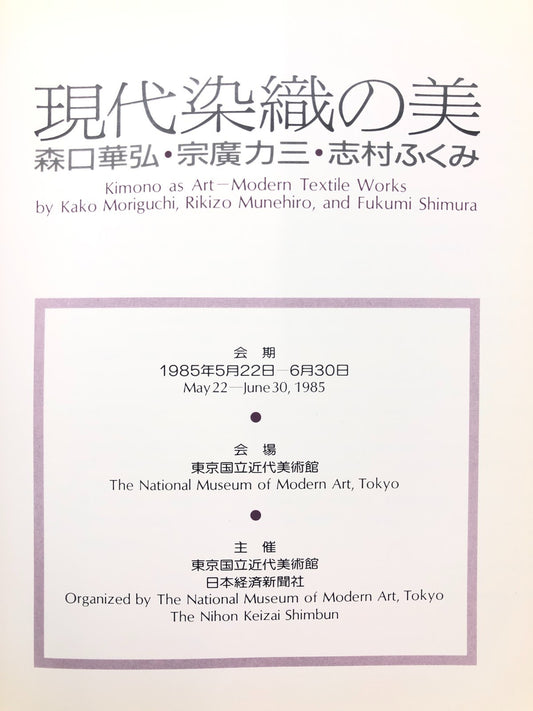 現代染織の美
森口華弘・宗廣力三・志村ふくみ
Kimono as Art—Modern Textile Works
by Kako Moriguchi, Rikizo Munehiro, and Fukumi Shimura
会期
1985年5月22日—6月30日
May 22—June 30, 1985
会場
東京国立近代美術館
The National Museum of Modern Art, Tokyo
主催
東京国立近代美術館
日本経済新聞社
Organized by The National Museum of Modern Art, Tokyo
The Nihon Keizai Shimbun